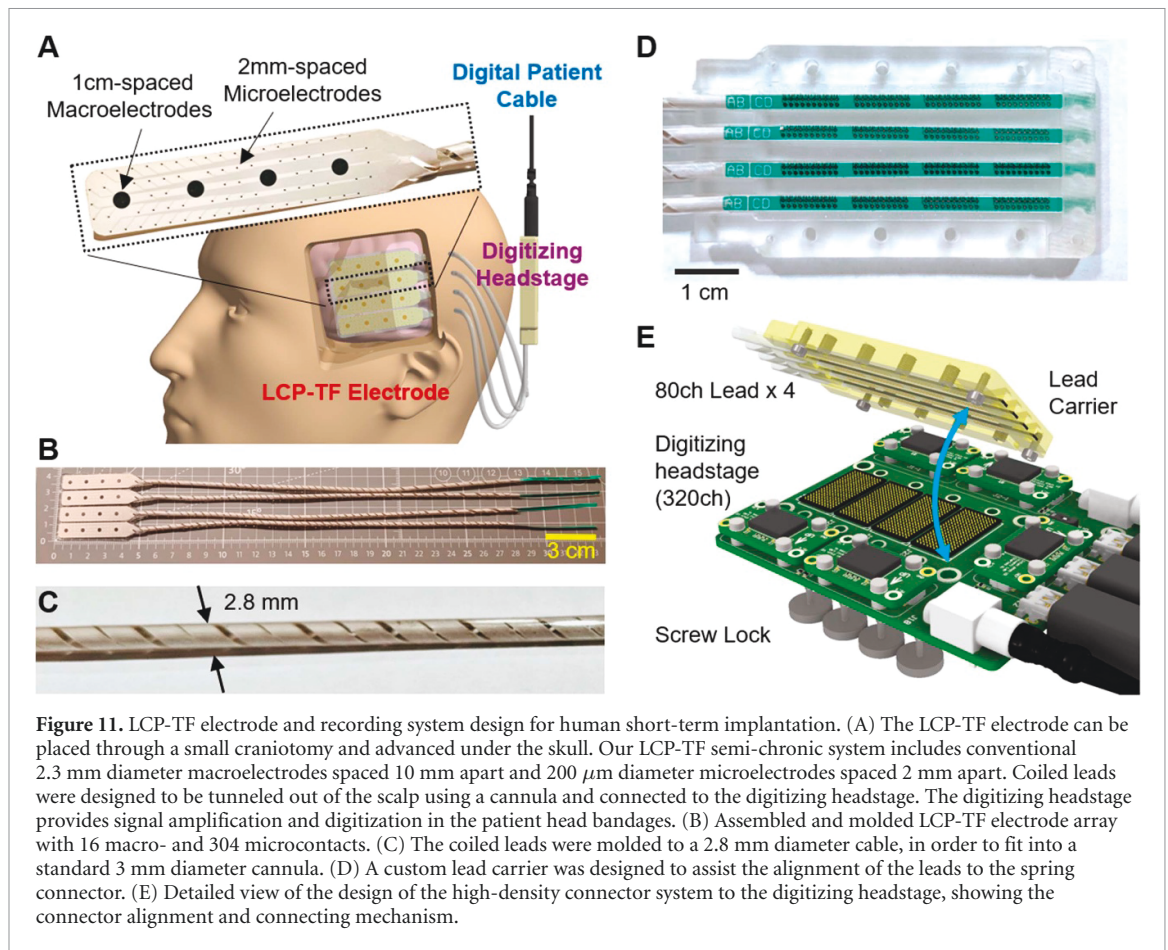 A
1cm-spaced
Macroelectrodes
2mm-spaced
Microelectrodes
Digital Patient
Cable
Digitizing
Headstage
LCP-TF Electrode
B
3 cm
C
2.8 mm
D
AB CD
AB CD
AB CD
AB CD
1 cm
E
80ch Lead x 4
Lead
Carrier
Digitizing
headstage
(320ch)
Screw Lock
Figure 11. LCP-TF electrode and recording system design for human short-term implantation. (A) The LCP-TF electrode can be
placed through a small craniotomy and advanced under the skull. Our LCP-TF semi-chronic system includes conventional
2.3 mm diameter macroelectrodes spaced 10 mm apart and 200 μm diameter microelectrodes spaced 2 mm apart. Coiled leads
were designed to be tunneled out of the scalp using a cannula and connected to the digitizing headstage. The digitizing headstage
provides signal amplification and digitization in the patient head bandages. (B) Assembled and molded LCP-TF electrode array
with 16 macro- and 304 microcontacts. (C) The coiled leads were molded to a 2.8 mm diameter cable, in order to fit into a
standard 3 mm diameter cannula. (D) A custom lead carrier was designed to assist the alignment of the leads to the spring
connector. (E) Detailed view of the design of the high-density connector system to the digitizing headstage, showing the
connector alignment and connecting mechanism.